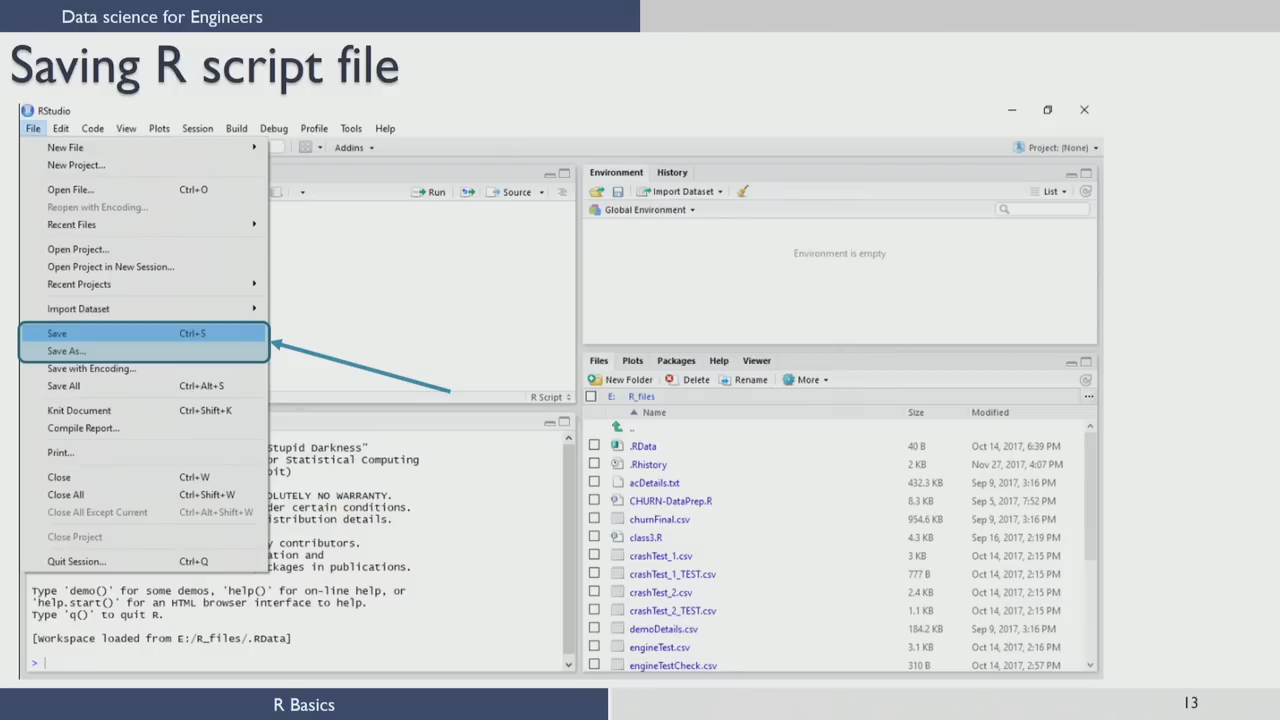 Data science for Engineers
Saving R script file
RStudio
File Edit Code View Plots Session Build Debug Profile Tools Help
Addins
Project: (None)
New File
New Project...
Open File... Ctrl+O
Reopen with Encoding...
Recent Files
Open Project...
Open Project in New Session...
Recent Projects
Import Dataset
Save Ctrl+S
Save As...
Save with Encoding...
Save All Ctrl+Alt+S
Knit Document Ctrl+Shift+K
Compile Report...
Print...
Close Ctrl+W
Close All Ctrl+Shift+W
Close All Except Current Ctrl+Alt+Shift+W
Close Project
Quit Session... Ctrl+Q
Run Source
R Script
Stupid Darkness"
or Statistical Computing
bit)
OLUTELY NO WARRANTY.
der certain conditions.
istribution details.
y contributors.
ation and
ckages in publications.
Type 'demo()' for some demos, 'help()' for on-line help, or
'help.start()' for an HTML browser interface to help.
Type 'q()' to quit R.
[Workspace loaded from E:/R_files/.RData]
>
Environment History
Import Dataset List
Global Environment
Environment is empty
Files Plots Packages Help Viewer
New Folder Delete Rename More
E: R_files ...
Name Size Modified
..
.RData 40 B Oct 14, 2017, 6:39 PM
.Rhistory 2 KB Nov 27, 2017, 4:07 PM
acDetails.txt 432.3 KB Sep 9, 2017, 3:16 PM
CHURN-DataPrep.R 8.3 KB Sep 5, 2017, 7:52 PM
churnFinal.csv 954.6 KB Sep 9, 2017, 3:16 PM
class3.R 4.3 KB Sep 16, 2017, 2:19 PM
crashTest_1.csv 3 KB Oct 14, 2017, 2:15 PM
crashTest_1_TEST.csv 777 B Oct 14, 2017, 2:15 PM
crashTest_2.csv 2.4 KB Oct 14, 2017, 2:15 PM
crashTest_2_TEST.csv 1.1 KB Oct 14, 2017, 2:15 PM
demoDetails.csv 184.2 KB Sep 9, 2017, 3:16 PM
engineTest.csv 3.1 KB Oct 14, 2017, 2:15 PM
engineTestCheck.csv 310 B Oct 14, 2017, 2:57 PM
R Basics
13